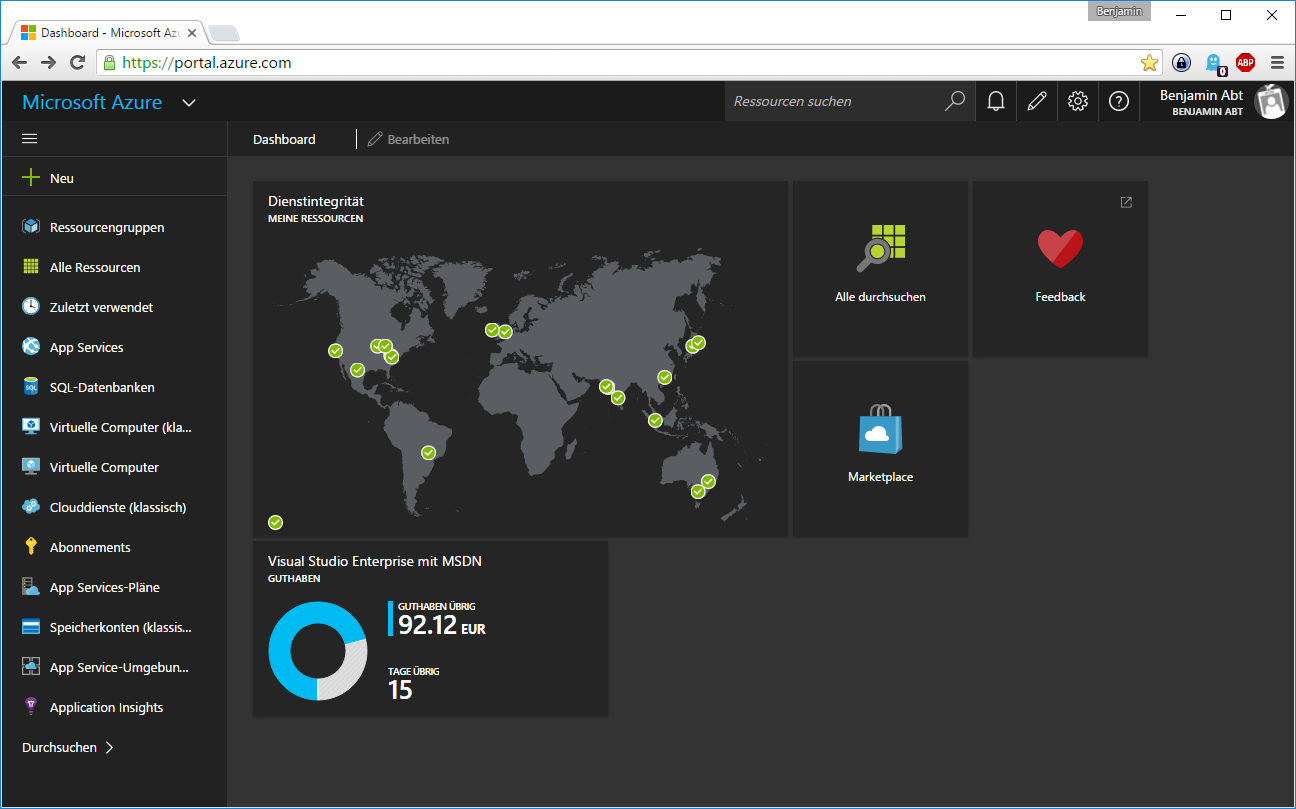 Benjamin
Dashboard - Microsoft Azu
https://portal.azure.com
0
ABP
Microsoft Azure
Ressourcen suchen
Benjamin Abt
BENJAMIN ABT
Dashboard
Bearbeiten
Neu
Ressourcengruppen
Alle Ressourcen
Zuletzt verwendet
App Services
SQL
SQL-Datenbanken
Virtuelle Computer (kla...
Virtuelle Computer
Clouddienste (klassisch)
Abonnements
App Services-Pläne
Speicherkonten (klassis...
App Service-Umgebun...
Application Insights
Durchsuchen
Dienstintegrität
MEINE RESSOURCEN
Alle durchsuchen
Feedback
Marketplace
Visual Studio Enterprise mit MSDN
GUTHABEN
GUTHABEN ÜBRIG
92.12 EUR
TAGE ÜBRIG
15